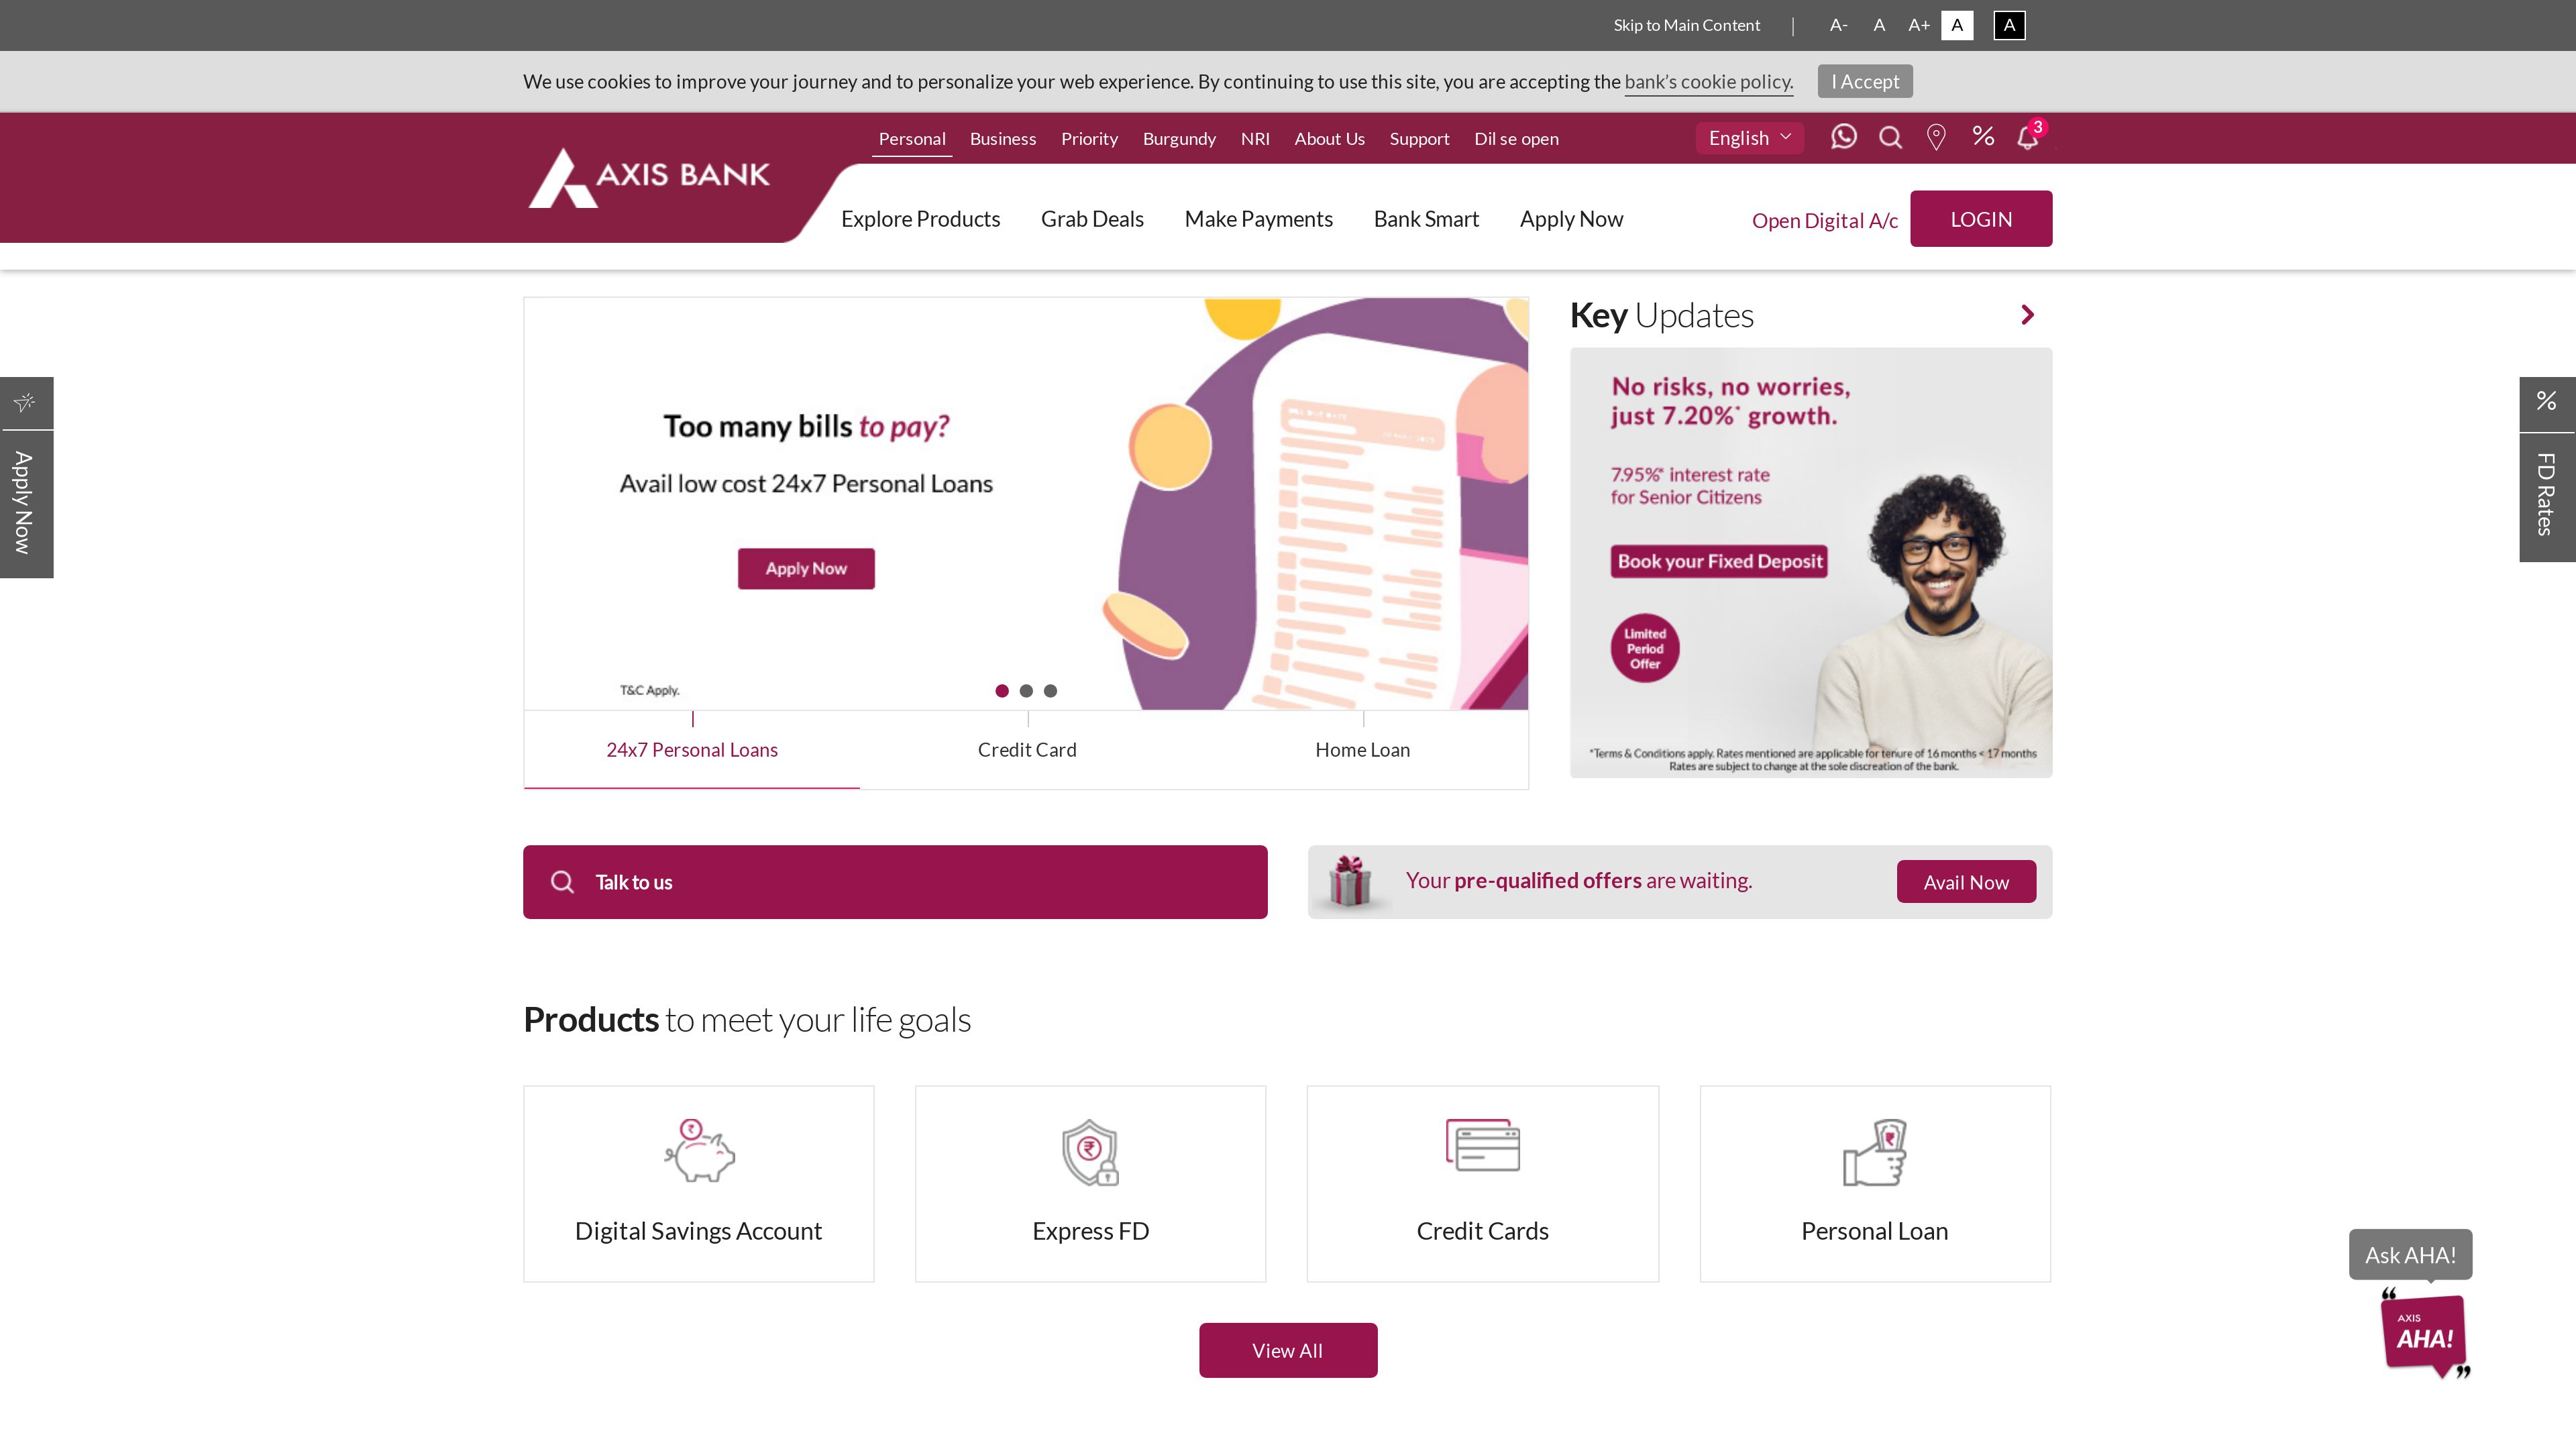 Skip to Main Content | A- A A+ A A
We use cookies to improve your journey and to personalize your web experience. By continuing to use this site, you are accepting the bank's cookie policy. I Accept
Personal Business Priority Burgundy NRI About Us Support Dil se open English 3
AXIS BANK
Explore Products Grab Deals Make Payments Bank Smart Apply Now Open Digital A/c LOGIN
Too many bills to pay?
Avail low cost 24x7 Personal Loans
Apply Now
T&C Apply.
24x7 Personal Loans Credit Card Home Loan
Key Updates
No risks, no worries,
just 7.20%* growth.
7.95%* interest rate
for Senior Citizens
Book your Fixed Deposit
Limited
Period
Offer
*Terms & Conditions apply. Rates mentioned are applicable for tenure of 16 months < 17 months
Rates are subject to change at the sole discreation of the bank.
Apply Now
% FD Rates
Talk to us
Your pre-qualified offers are waiting. Avail Now
Products to meet your life goals
Digital Savings Account Express FD Credit Cards Personal Loan
View All
Ask AHA!
AXIS
AHA!